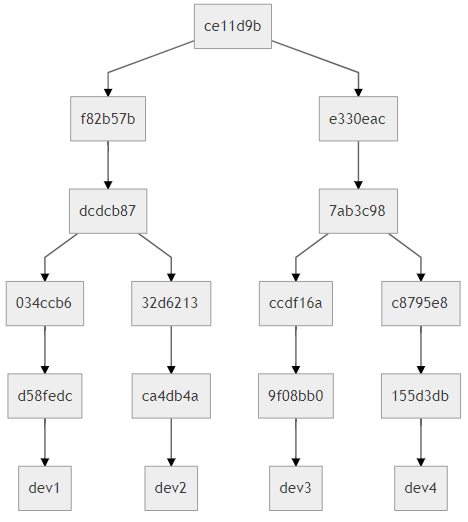 ce11d9b
f82b57b
e330eac
dcdcb87
7ab3c98
034ccb6
32d6213
ccdf16a
c8795e8
d58fedc
ca4db4a
9f08bb0
155d3db
dev1
dev2
dev3
dev4